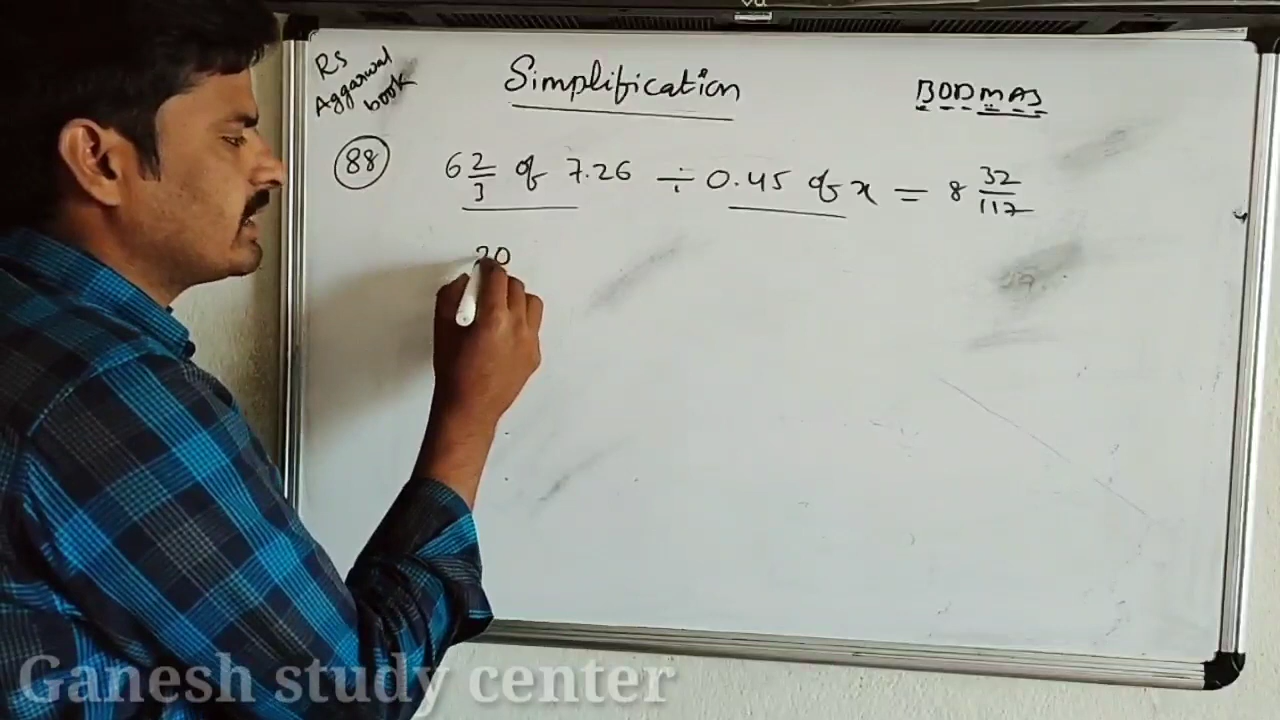 RS
Aggarwal
book
Simplification
BODMAS
88 6 2/3 of 7.26 ÷ 0.45 of x = 8 32/117
20
Ganesh study center